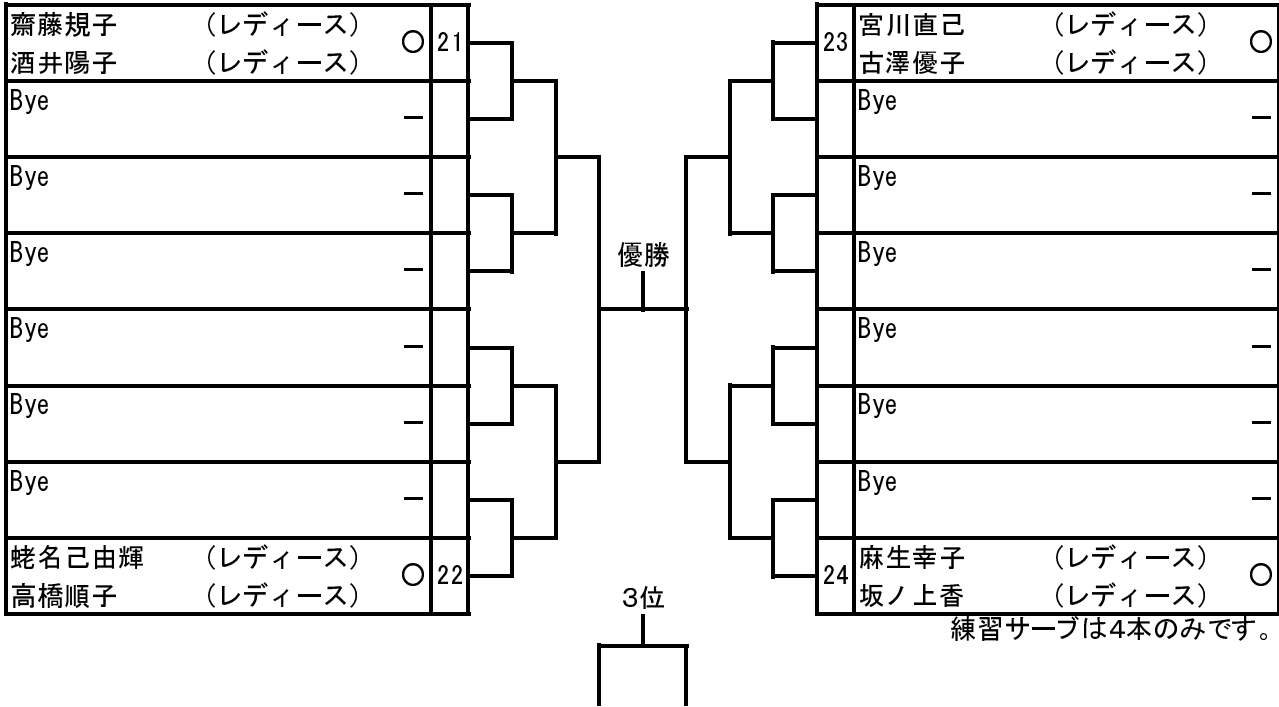 齋藤規子 （レディース） ○ 21
酒井陽子 （レディース）
Bye －
Bye －
Bye －
Bye －
Bye －
Bye －
蛯名己由輝 （レディース） ○ 22
高橋順子 （レディース）
優勝
3位
23 宮川直己 （レディース） ○
古澤優子 （レディース）
Bye －
Bye －
Bye －
Bye －
Bye －
Bye －
24 麻生幸子 （レディース） ○
坂ノ上香 （レディース）
練習サーブは4本のみです。